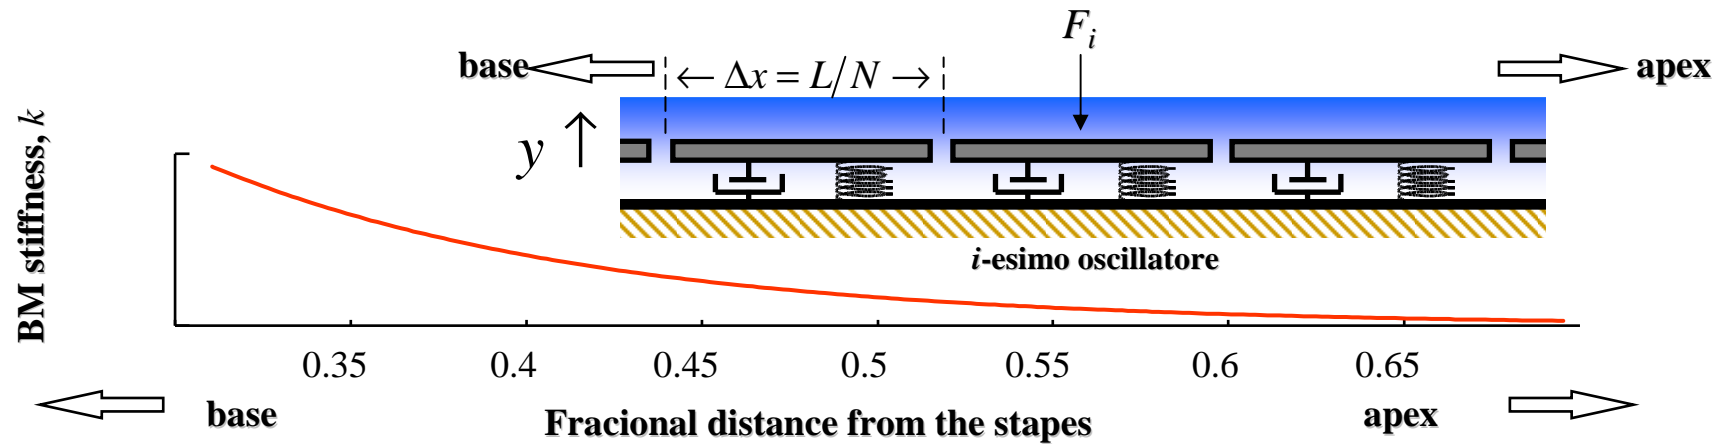 F_i
base
← Δx = L/N →
apex
y ↑
BM stiffness, k
i-esimo oscillatore
0.35 0.4 0.45 0.5 0.55 0.6 0.65
base
Fracional distance from the stapes
apex